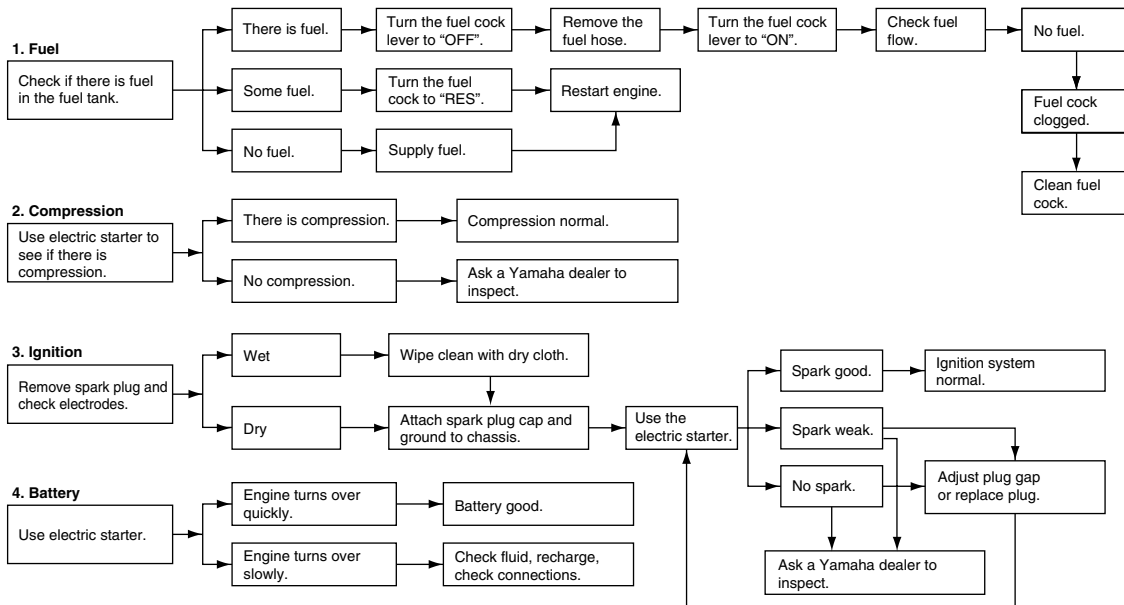 1. Fuel
Check if there is fuel
in the fuel tank.
There is fuel.
Turn the fuel cock
lever to “OFF”.
Remove the
fuel hose.
Turn the fuel cock
lever to “ON”.
Check fuel
flow.
No fuel.
Fuel cock
clogged.
Clean fuel
cock.
Some fuel.
Turn the fuel
cock to “RES”.
Restart engine.
No fuel.
Supply fuel.
2. Compression
Use electric starter to
see if there is
compression.
There is compression.
Compression normal.
No compression.
Ask a Yamaha dealer to
inspect.
3. Ignition
Remove spark plug and
check electrodes.
Wet
Wipe clean with dry cloth.
Dry
Attach spark plug cap and
ground to chassis.
Use the
electric starter.
Spark good.
Ignition system
normal.
Spark weak.
No spark.
Adjust plug gap
or replace plug.
Ask a Yamaha dealer to
inspect.
4. Battery
Use electric starter.
Engine turns over
quickly.
Battery good.
Engine turns over
slowly.
Check fluid, recharge,
check connections.